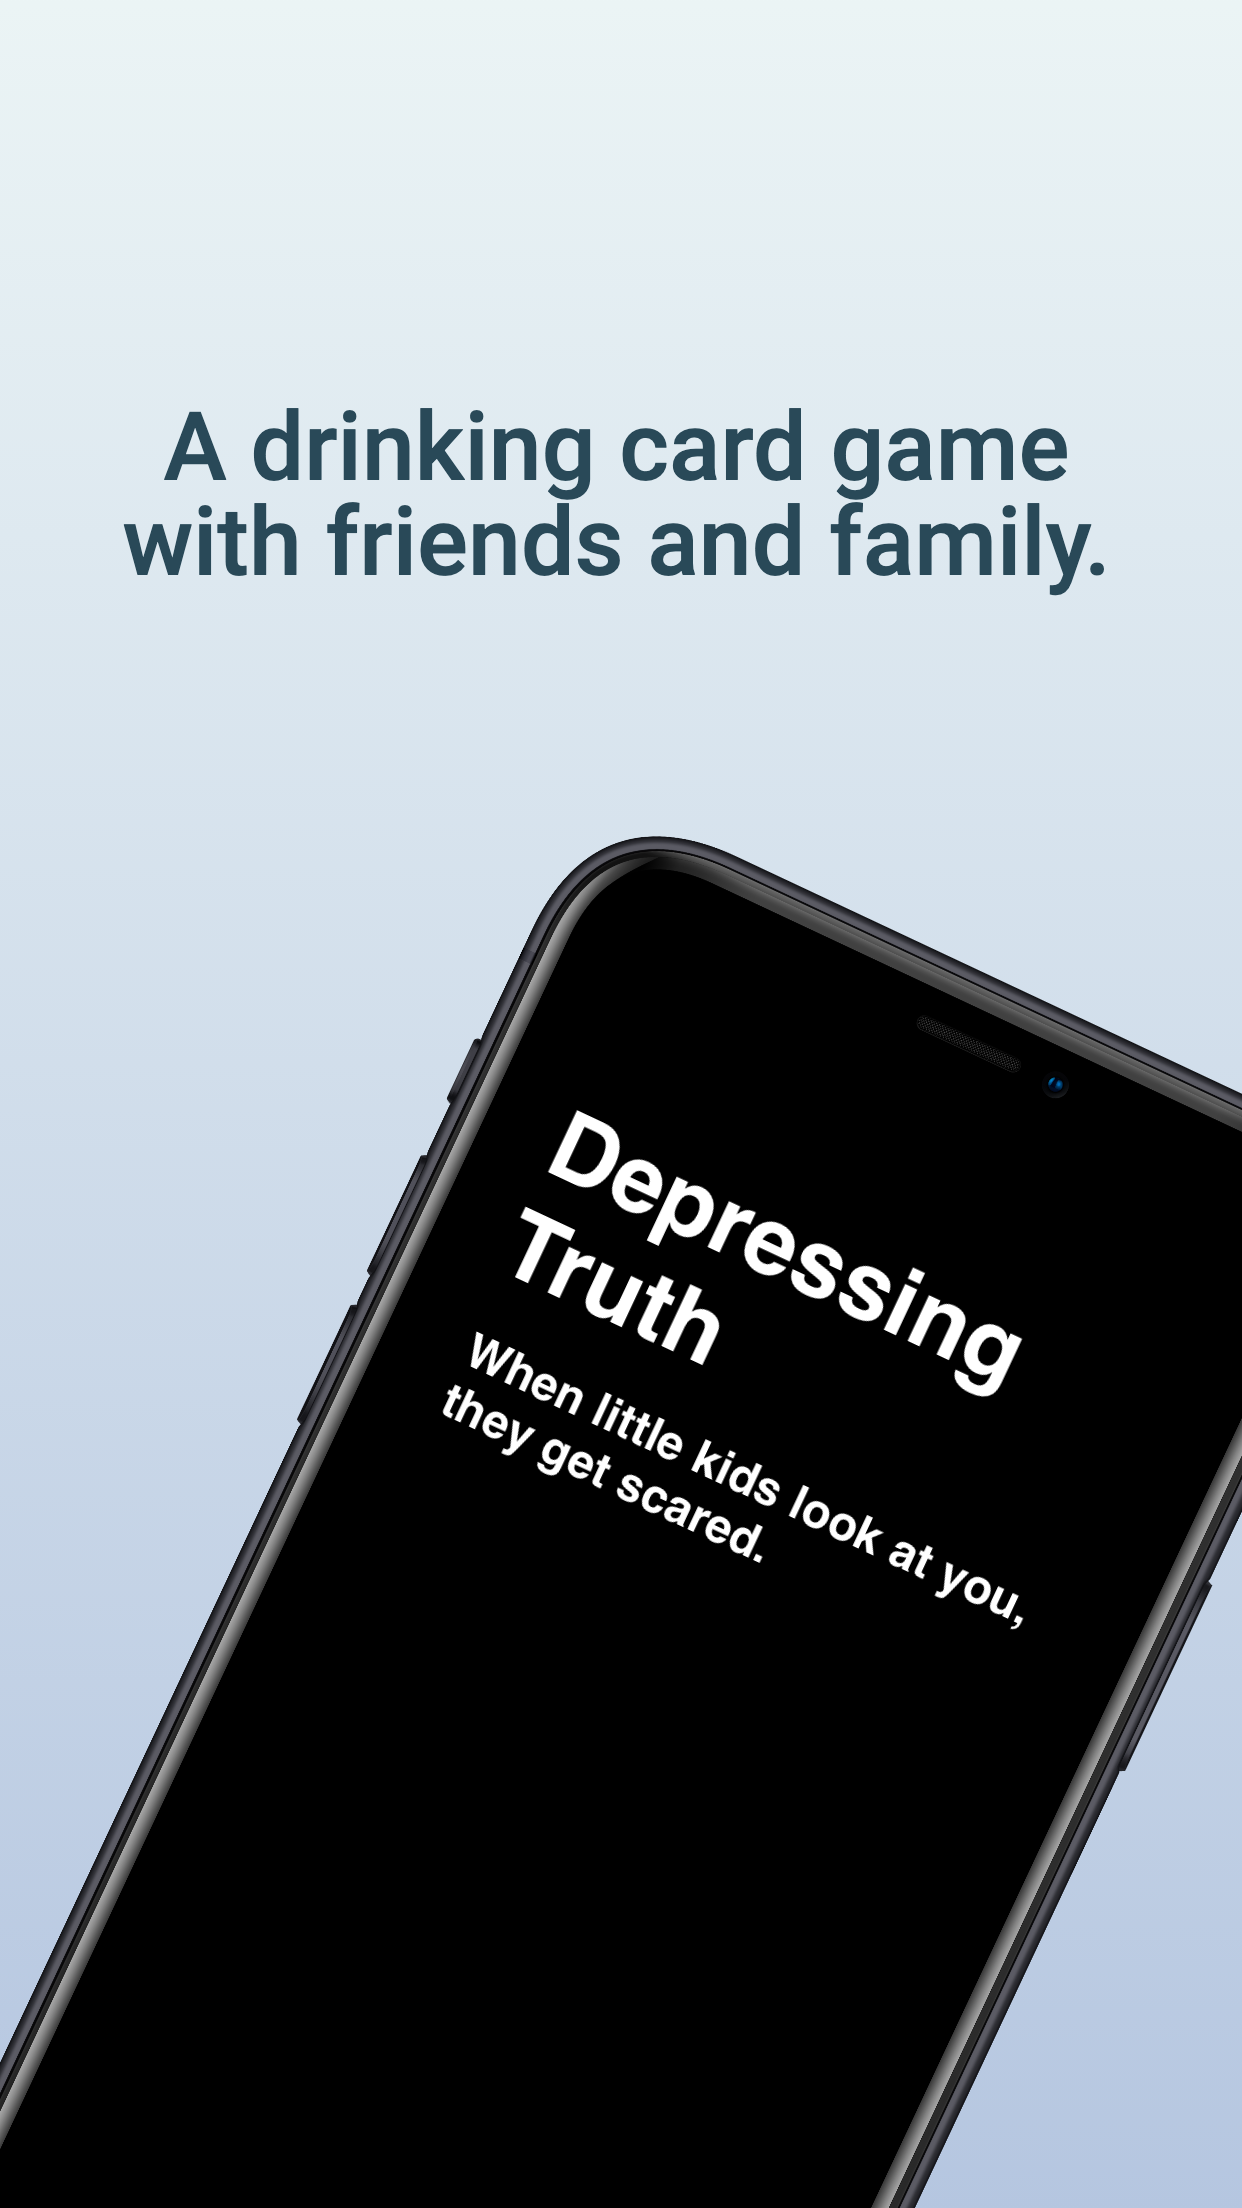 A drinking card game
with friends and family.
Depressing
Truth
When little kids look at you,
they get scared.